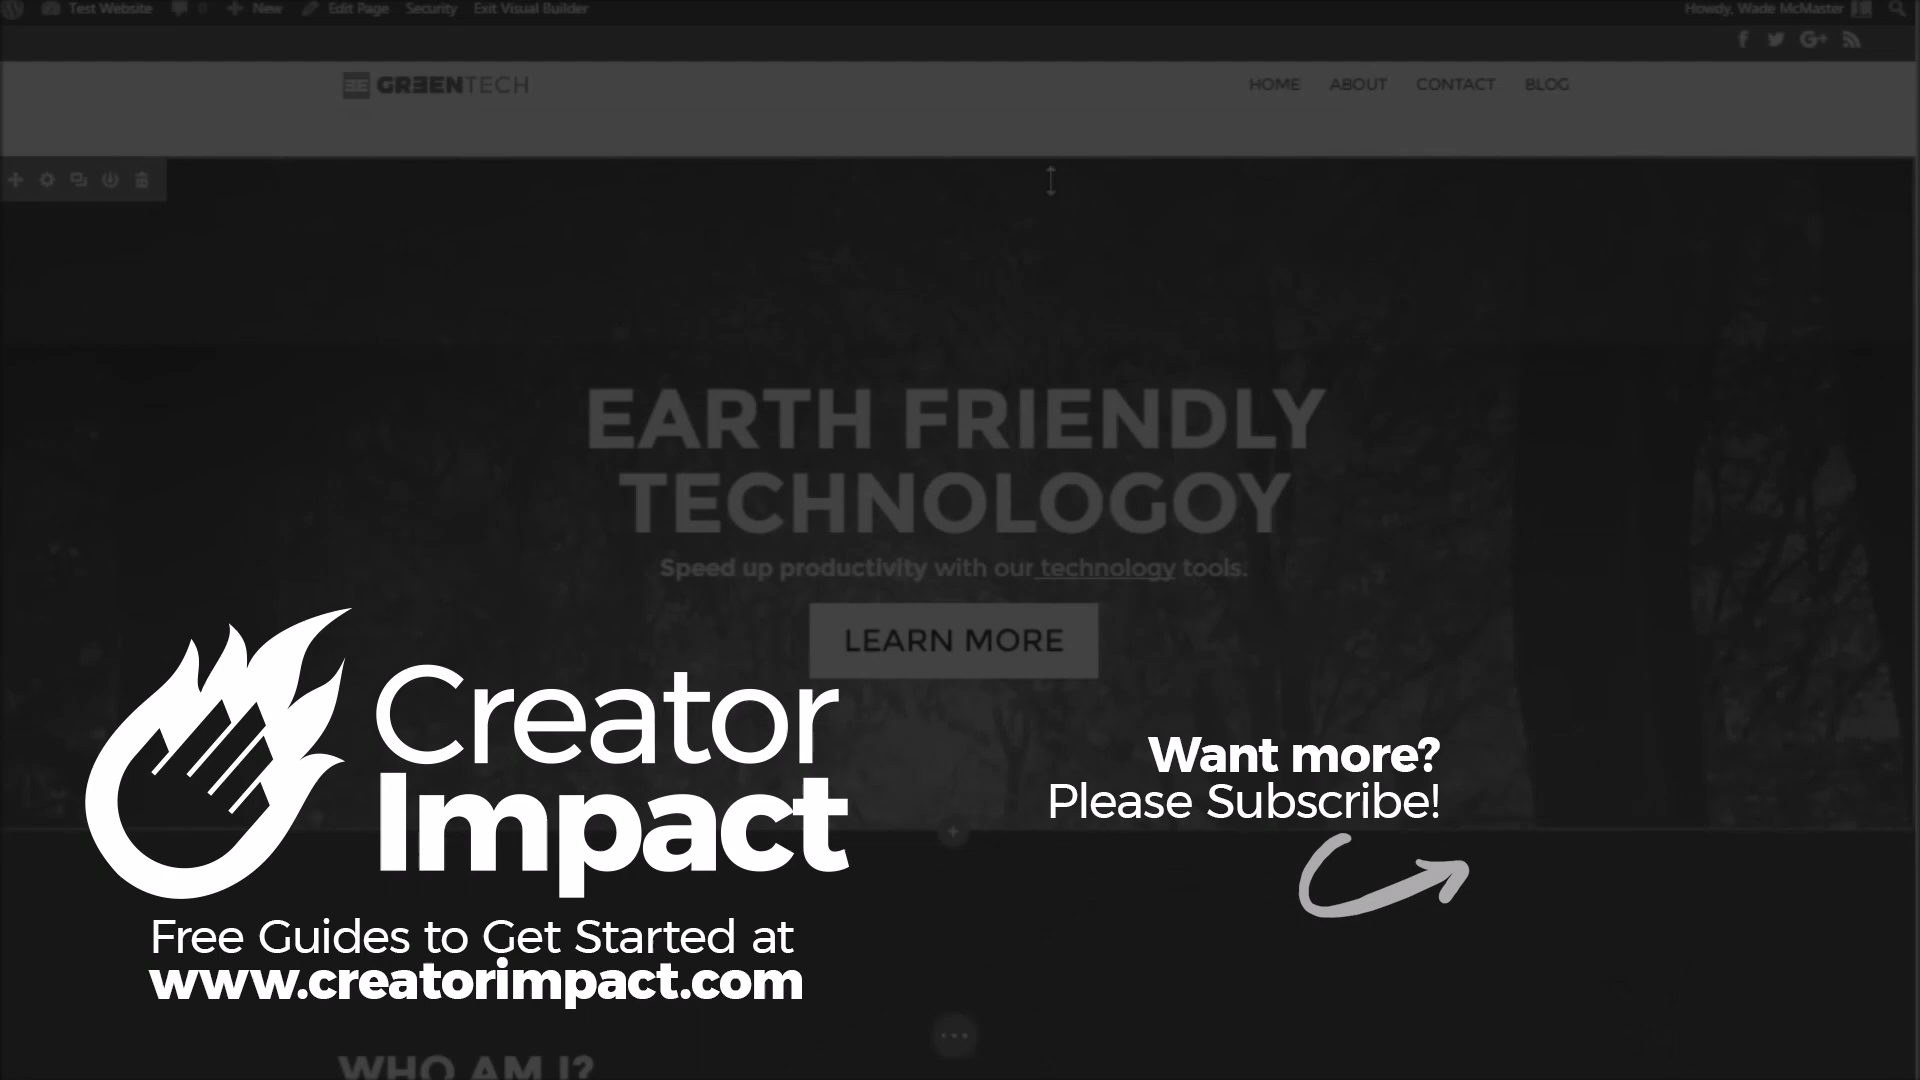 Test Website 0 New Edit Page Security Exit Visual Builder Howdy, Wade McMaster
GREENTECH HOME ABOUT CONTACT BLOG
EARTH FRIENDLY
TECHNOLOGOY
Speed up productivity with our technology tools.
LEARN MORE
Creator
Impact
Free Guides to Get Started at
www.creatorimpact.com
Want more?
Please Subscribe!
WHO AM I?